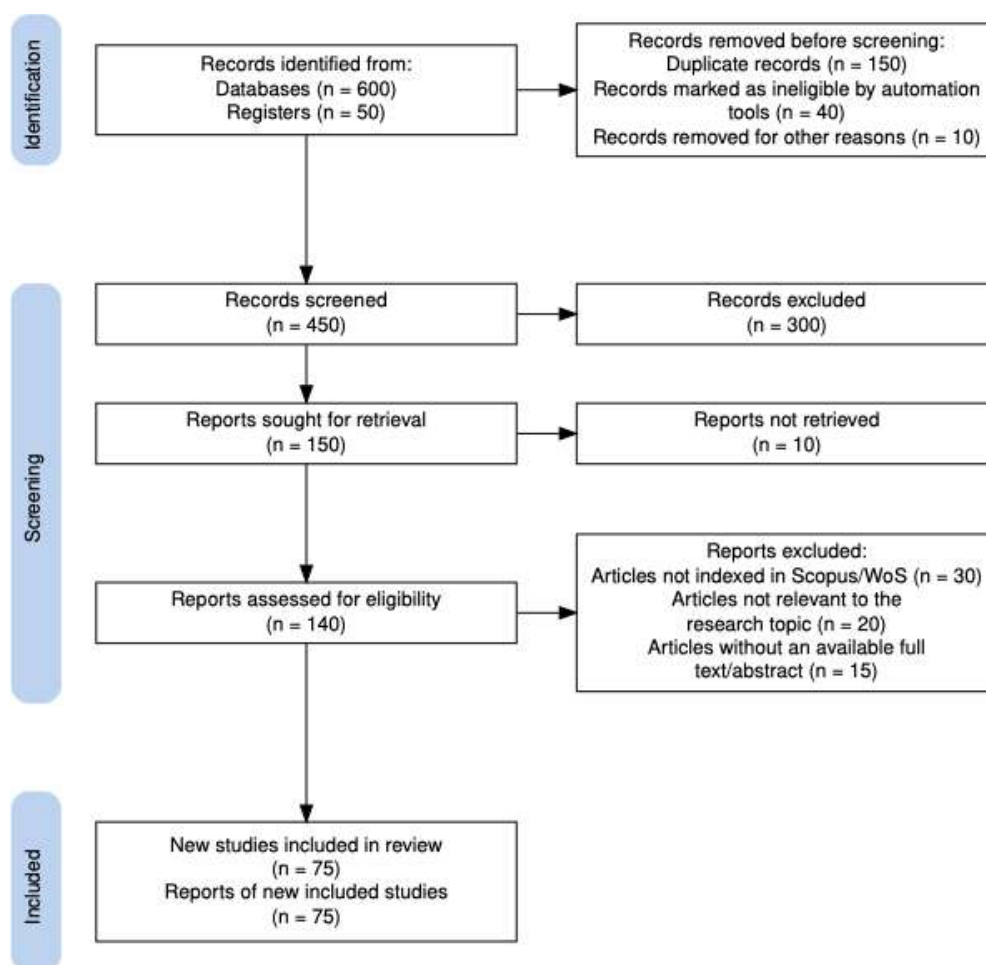 Identification
Records identified from:
Databases (n = 600)
Registers (n = 50)
Records removed before screening:
Duplicate records (n = 150)
Records marked as ineligible by automation
tools (n = 40)
Records removed for other reasons (n = 10)
Screening
Records screened
(n = 450)
Records excluded
(n = 300)
Reports sought for retrieval
(n = 150)
Reports not retrieved
(n = 10)
Reports assessed for eligibility
(n = 140)
Reports excluded:
Articles not indexed in Scopus/WoS (n = 30)
Articles not relevant to the
research topic (n = 20)
Articles without an available full
text/abstract (n = 15)
Included
New studies included in review
(n = 75)
Reports of new included studies
(n = 75)